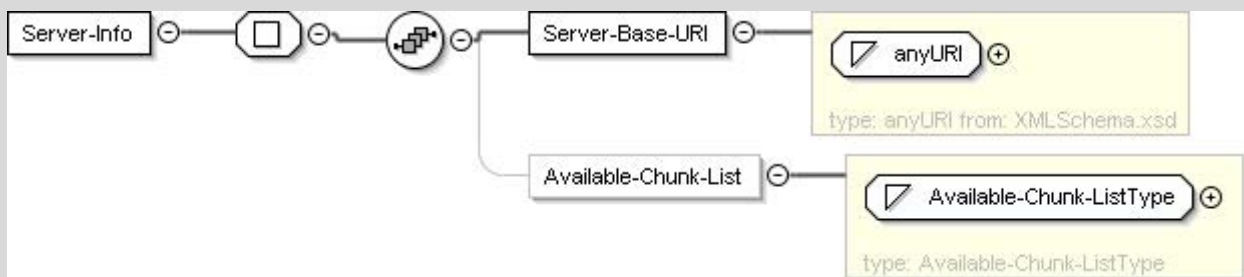 Server-Info
Server-Base-URI
anyURI
type: anyURI from: XMLSchema.xsd
Available-Chunk-List
Available-Chunk-ListType
type: Available-Chunk-ListType